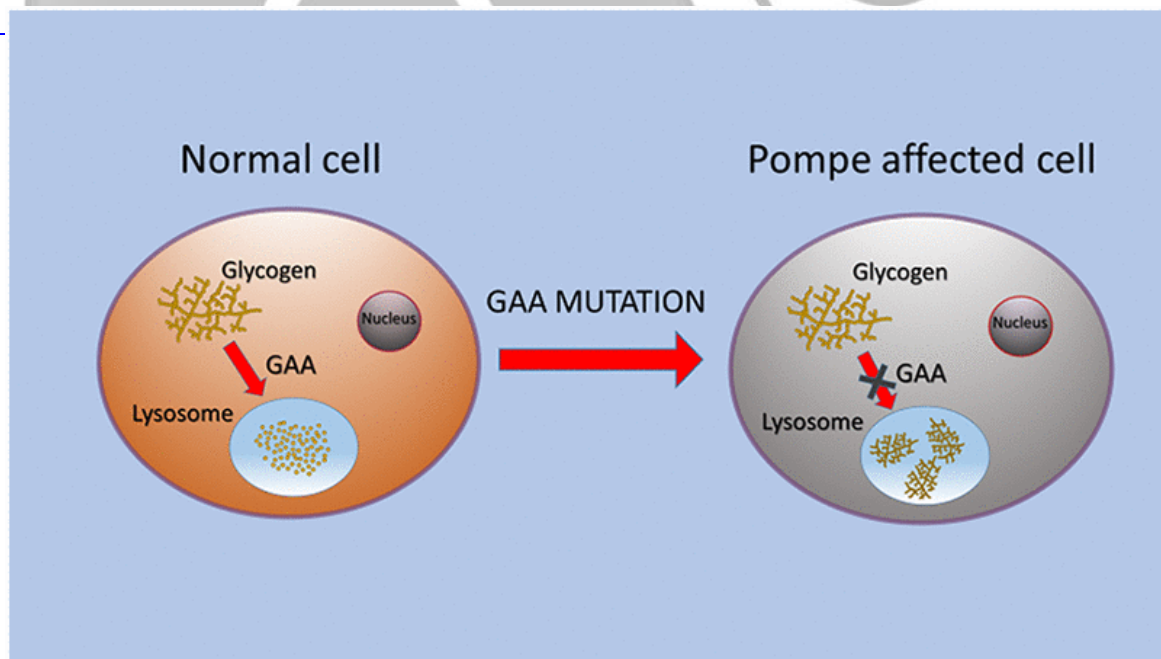 Normal cell
Pompe affected cell
Glycogen
Nucleus
GAA
Lysosome
GAA MUTATION
Glycogen
Nucleus
GAA
Lysosome